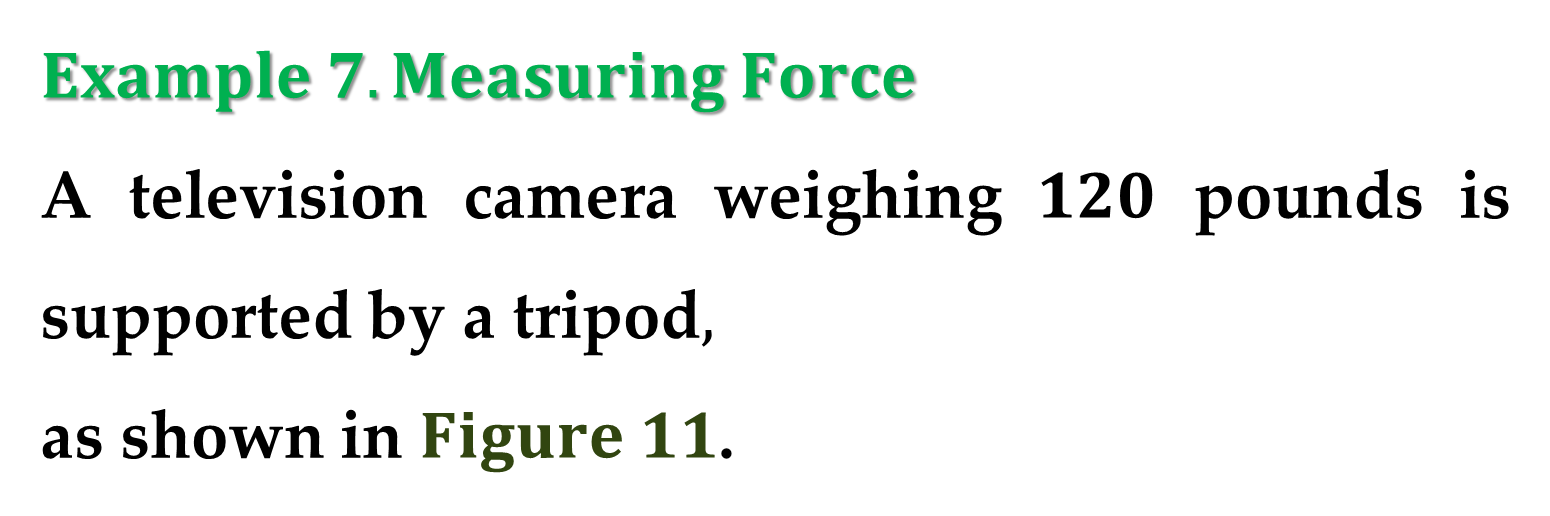 Example 7. Measuring Force
A television camera weighing 120 pounds is
supported by a tripod,
as shown in Figure 11.